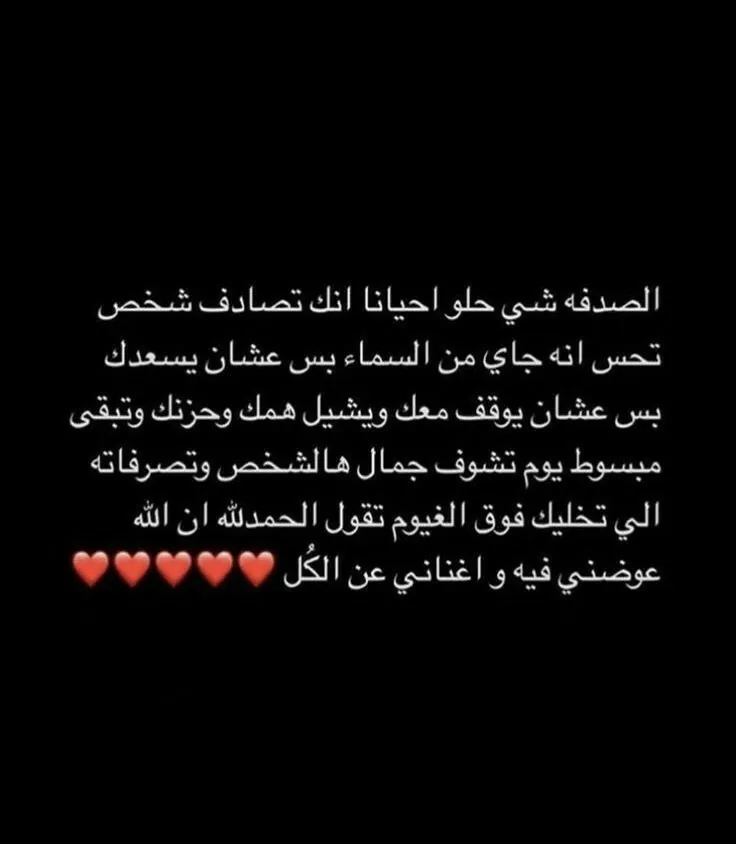 الصدفه شي حلو احيانا انك تصادف شخص
تحس انه جاي من السماء بس عشان يسعدك
بس عشان يوقف معك ويشيل همك وحزنك وتبقى
مبسوط يوم تشوف جمال هالشخص وتصرفاته
الي تخليك فوق الغيوم تقول الحمدلله ان الله
عوضني فيه و اغناني عن الكُل ❤️❤️❤️❤️❤️